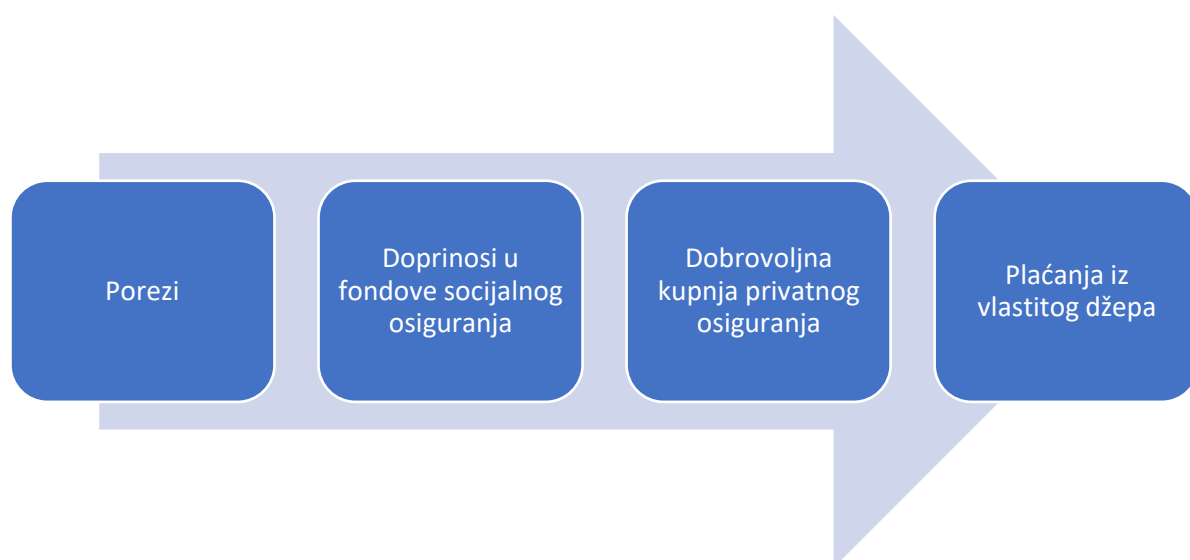 Porezi
Doprinosi u
fondove socijalnog
osiguranja
Dobrovoljna
kupnja privatnog
osiguranja
Plaćanja iz
vlastitog džepa